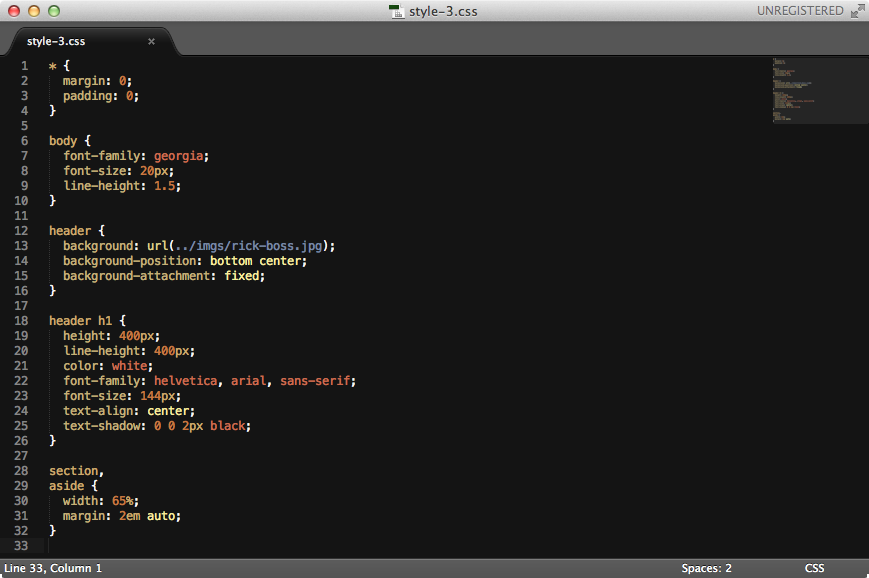 style-3.css
UNREGISTERED
style-3.css ×
1 * {
2   margin: 0;
3   padding: 0;
4 }
5
6 body {
7   font-family: georgia;
8   font-size: 20px;
9   line-height: 1.5;
10 }
11
12 header {
13   background: url(../imgs/rick-boss.jpg);
14   background-position: bottom center;
15   background-attachment: fixed;
16 }
17
18 header h1 {
19   height: 400px;
20   line-height: 400px;
21   color: white;
22   font-family: helvetica, arial, sans-serif;
23   font-size: 144px;
24   text-align: center;
25   text-shadow: 0 0 2px black;
26 }
27
28 section,
29 aside {
30   width: 65%;
31   margin: 2em auto;
32 }
33
Line 33, Column 1
Spaces: 2
CSS